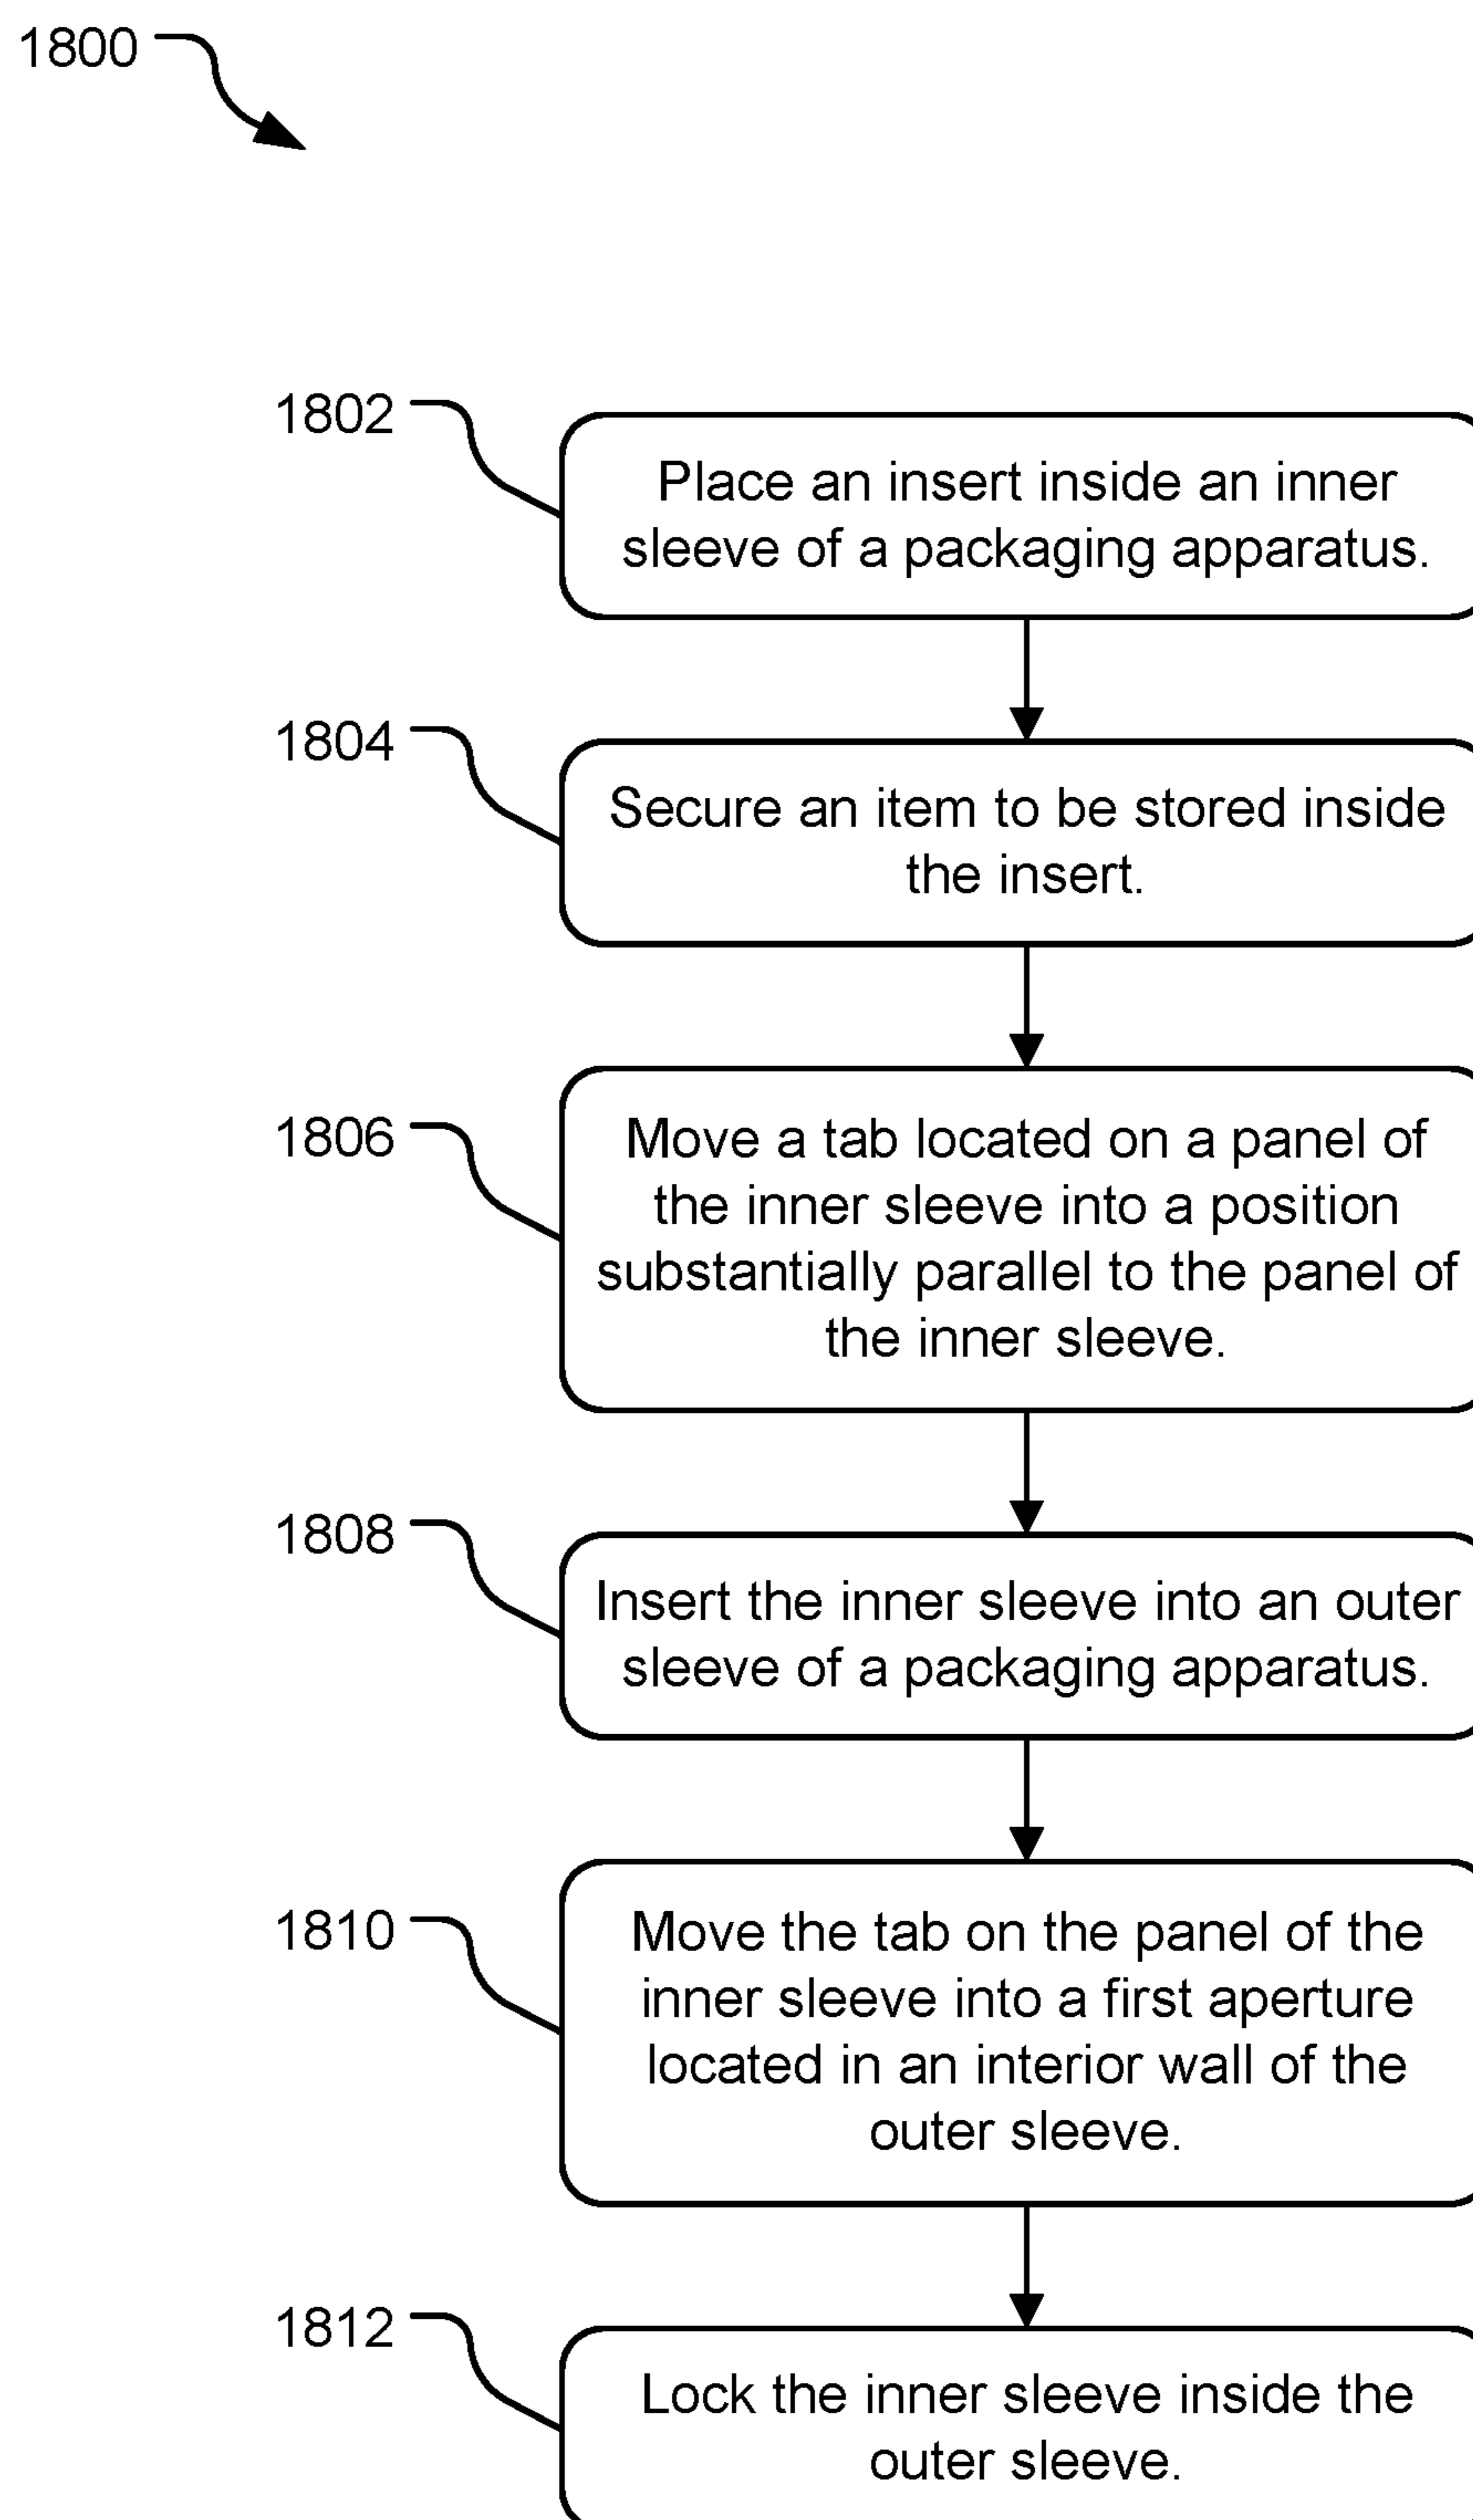 1800
1802
Place an insert inside an inner
sleeve of a packaging apparatus.
1804
Secure an item to be stored inside
the insert.
1806
Move a tab located on a panel of
the inner sleeve into a position
substantially parallel to the panel of
the inner sleeve.
1808
Insert the inner sleeve into an outer
sleeve of a packaging apparatus.
1810
Move the tab on the panel of the
inner sleeve into a first aperture
located in an interior wall of the
outer sleeve.
1812
Lock the inner sleeve inside the
outer sleeve.